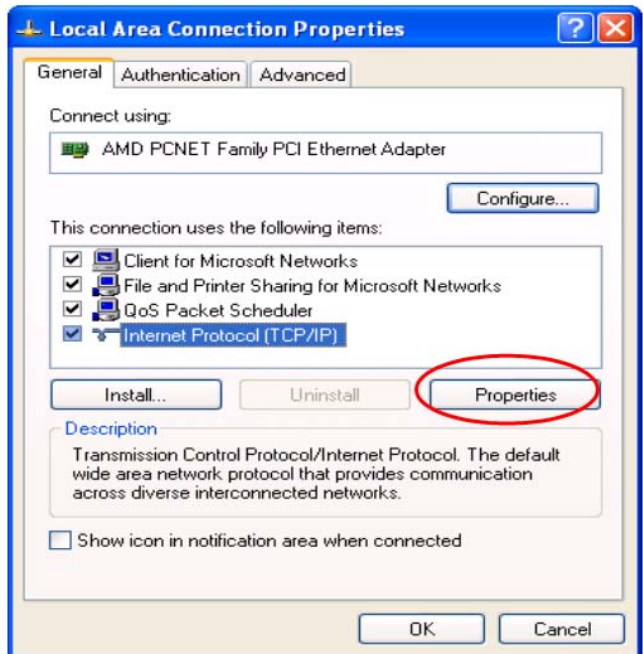 Local Area Connection Properties
General Authentication Advanced
Connect using:
AMD PCNET Family PCI Ethernet Adapter
Configure...
This connection uses the following items:
Client for Microsoft Networks
File and Printer Sharing for Microsoft Networks
QoS Packet Scheduler
Internet Protocol (TCP/IP)
Install... Uninstall Properties
Description
Transmission Control Protocol/Internet Protocol. The default
wide area network protocol that provides communication
across diverse interconnected networks.
Show icon in notification area when connected
OK Cancel